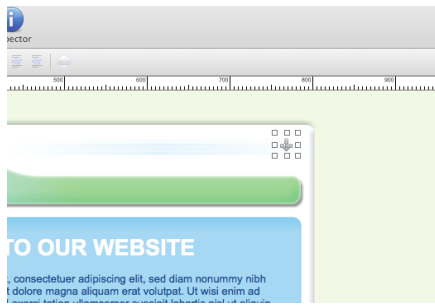 pector
500 600 700 800 900
TO OUR WEBSITE
, consectetuer adipiscing elit, sed diam nonummy nibh
t dolore magna aliquam erat volutpat. Ut wisi enim ad